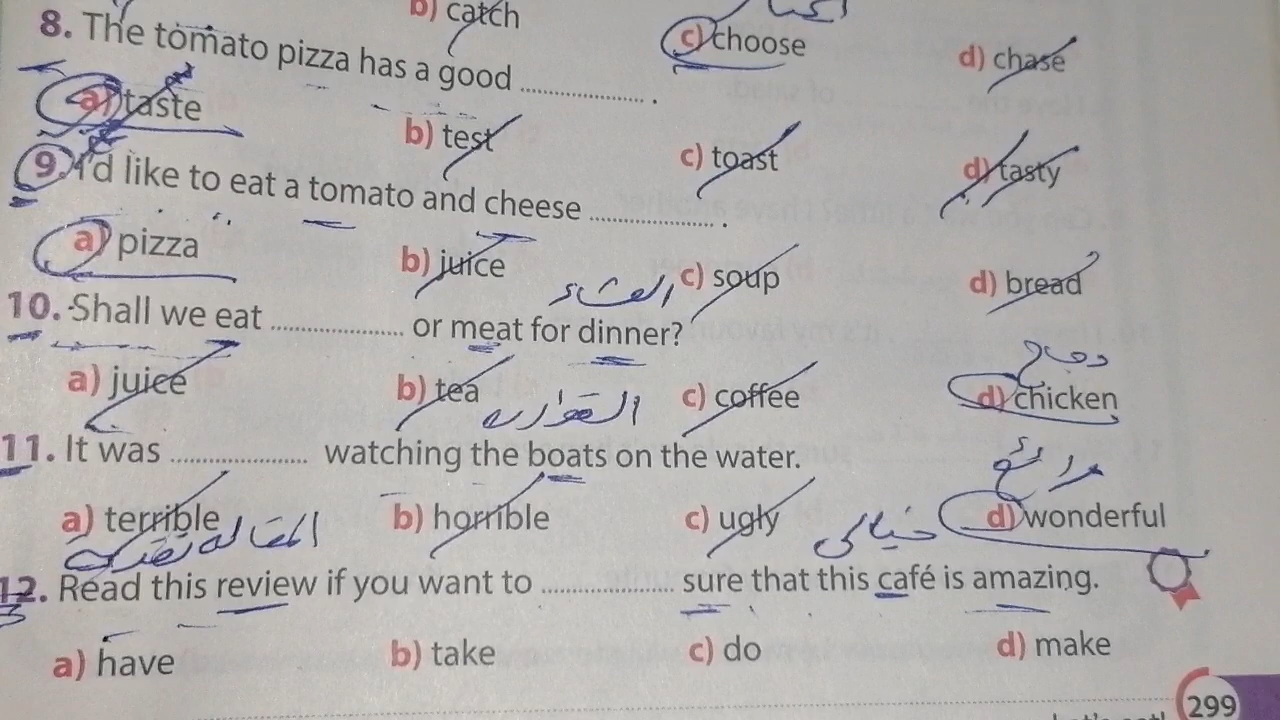 b) catch c) choose d) chase
8. The tomato pizza has a good .................... .
a) taste b) test c) toast d) tasty
9. I'd like to eat a tomato and cheese .................... .
a) pizza b) juice c) soup d) bread
العشاء
10. Shall we eat .................... or meat for dinner?
a) juice b) tea c) coffee d) chicken
11. It was .................... watching the boats on the water.
رائع
a) terrible b) horrible c) ugly d) wonderful
خيالى
12. Read this review if you want to .................... sure that this café is amazing.
a) have b) take c) do d) make
299